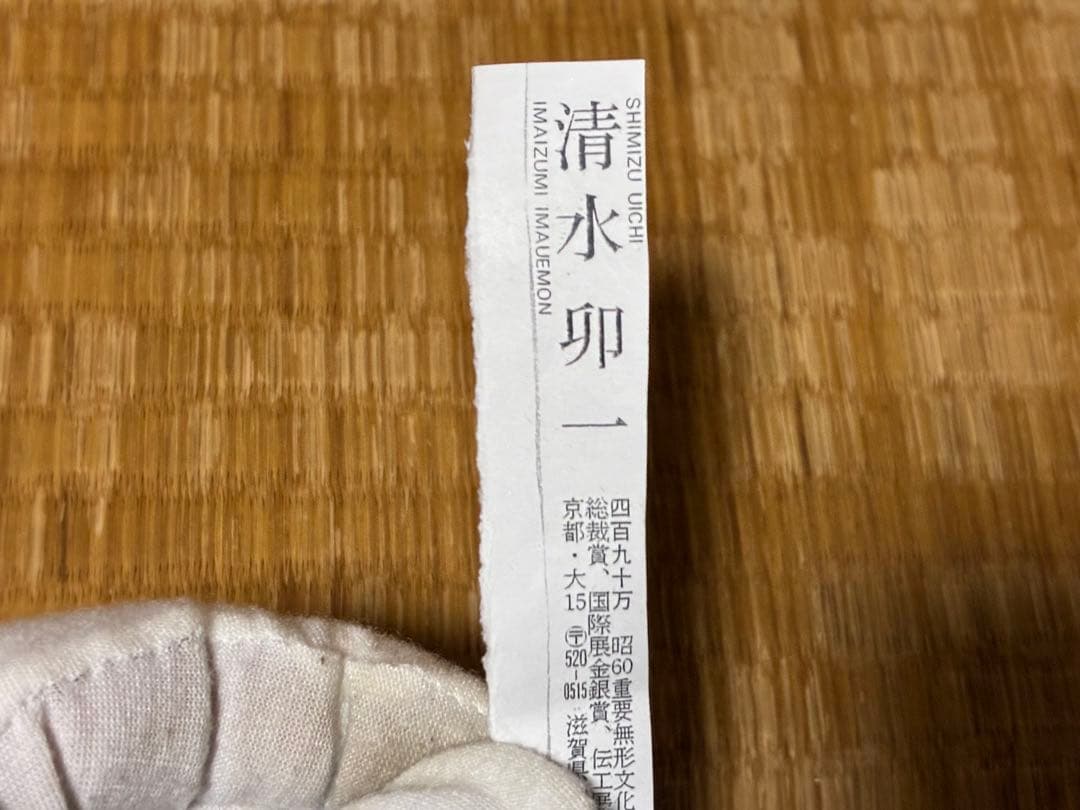 SHIMIZU UICHI
清水卯一
四百九十万 昭60重要無形文化
総裁賞、国際展金銀賞、伝工展
京都・大15 〒520-0515 滋賀県
IMAIZUMI IMAUEMON